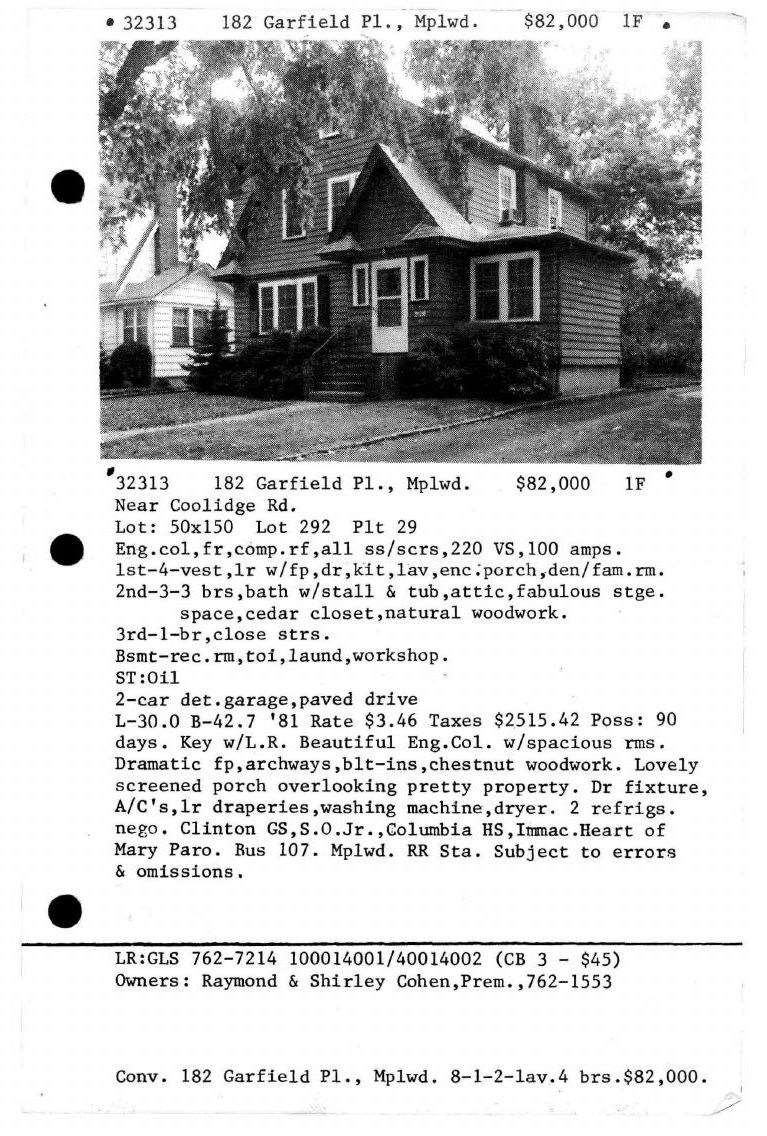 32313 182 Garfield Pl., Mplwd. $82,000 1F
32313 182 Garfield Pl., Mplwd. $82,000 1F
Near Coolidge Rd.
Lot: 50x150 Lot 292 Plt 29
Eng.col,fr,comp.rf,all ss/scrs,220 VS,100 amps.
1st-4-vest,lr w/fp,dr,kit,lav,enc.porch,den/fam.rm.
2nd-3-3 brs,bath w/stall & tub,attic,fabulous stge.
space,cedar closet,natural woodwork.
3rd-1-br,close strs.
Bsmt-rec.rm,toi,laund,workshop.
ST:Oil
2-car det.garage,paved drive
L-30.0 B-42.7 '81 Rate $3.46 Taxes $2515.42 Poss: 90
days. Key w/L.R. Beautiful Eng.Col. w/spacious rms.
Dramatic fp,archways,blt-ins,chestnut woodwork. Lovely
screened porch overlooking pretty property. Dr fixture,
A/C's,lr draperies,washing machine,dryer. 2 refrigs.
nego. Clinton GS,S.O.Jr.,Columbia HS,Immac.Heart of
Mary Paro. Bus 107. Mplwd. RR Sta. Subject to errors
& omissions.
LR:GLS 762-7214 100014001/40014002 (CB 3 - $45)
Owners: Raymond & Shirley Cohen,Prem.,762-1553
Conv. 182 Garfield Pl., Mplwd. 8-1-2-lav.4 brs.$82,000.